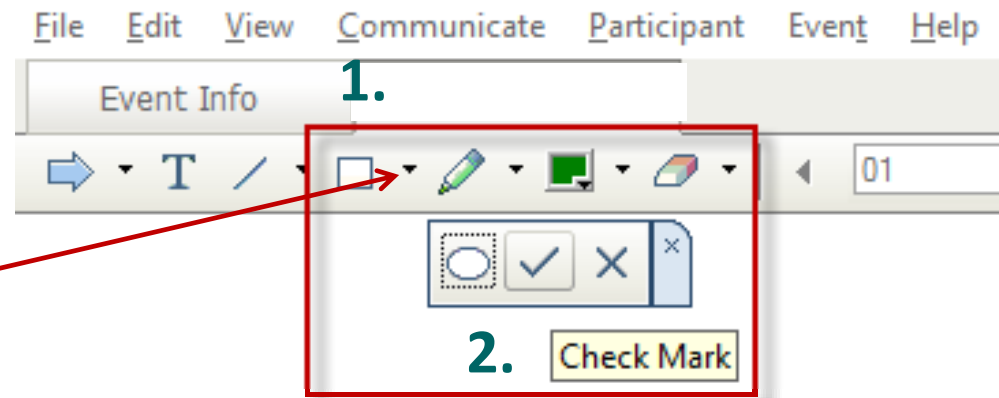 File Edit View Communicate Participant Event Help
Event Info 1.
T 01
2. Check Mark